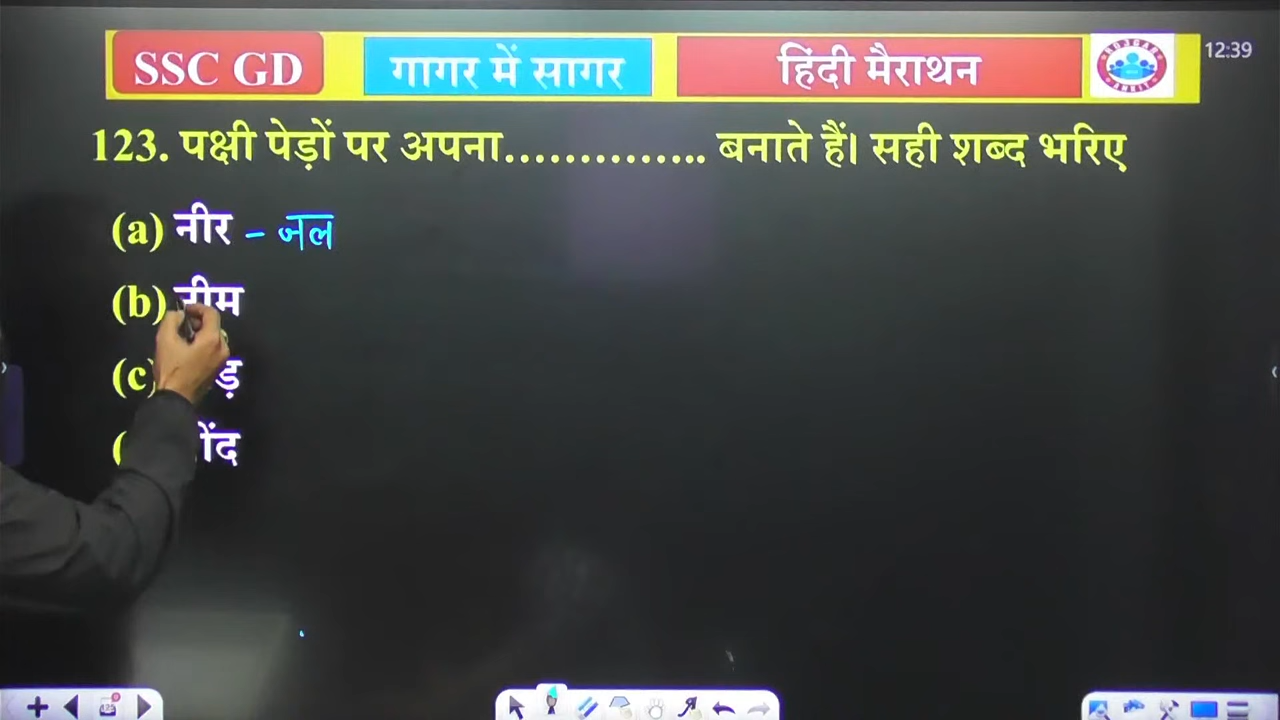 SSC GD
गागर में सागर
हिंदी मैराथन
12:39
123. पक्षी पेड़ों पर अपना.............. बनाते हैं। सही शब्द भरिए
(a) नीर – जल
(b) नीम
(c)